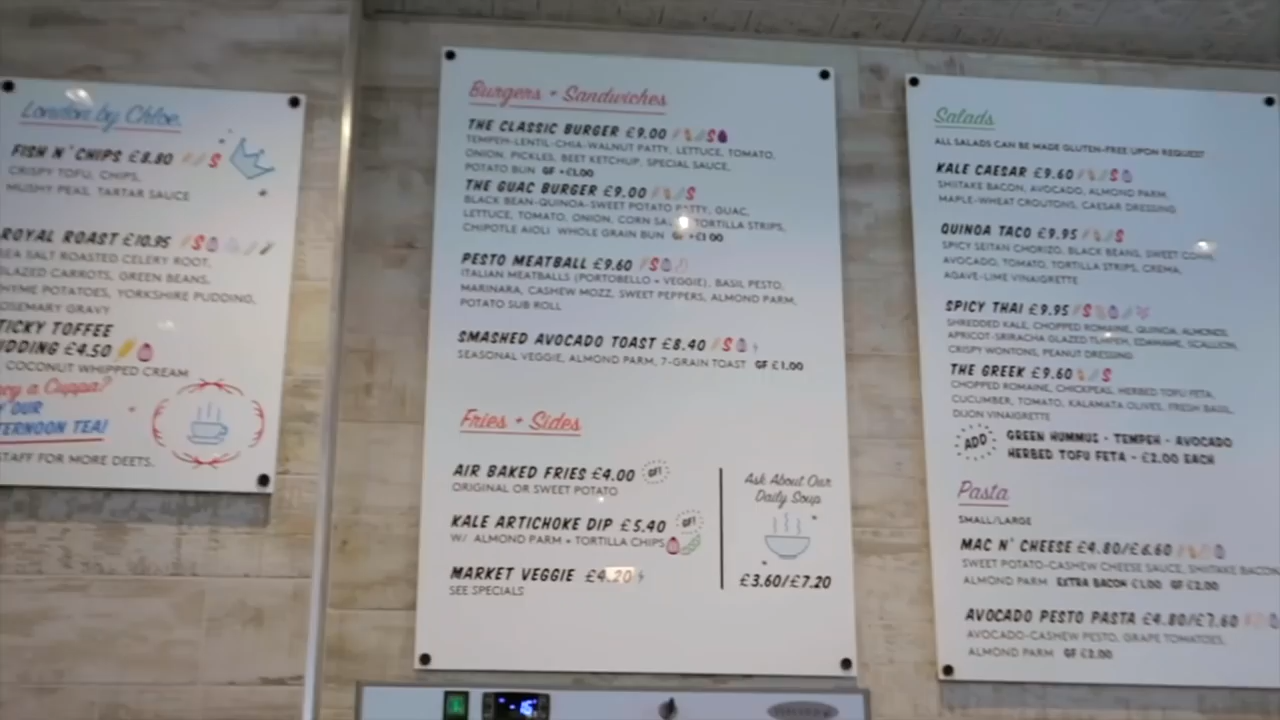 London by Chloe.
FISH N' CHIPS £8.80
CRISPY TOFU, CHIPS,
MUSHY PEAS, TARTAR SAUCE
ROYAL ROAST £10.95
SEA SALT ROASTED CELERY ROOT,
GLAZED CARROTS, GREEN BEANS,
HYME POTATOES, YORKSHIRE PUDDING,
OSEMARY GRAVY
TICKY TOFFEE
DDING £4.50
COCONUT WHIPPED CREAM
cy a Cuppa?
Y OUR
TERNOON TEA!
STAFF FOR MORE DEETS.
Burgers + Sandwiches
THE CLASSIC BURGER £9.00
TEMPEH-LENTIL-CHIA-WALNUT PATTY, LETTUCE, TOMATO,
ONION, PICKLES, BEET KETCHUP, SPECIAL SAUCE,
POTATO BUN GF +£1.00
THE GUAC BURGER £9.00
BLACK BEAN-QUINOA-SWEET POTATO PATTY, GUAC,
LETTUCE, TOMATO, ONION, CORN TORTILLA STRIPS,
CHIPOTLE AIOLI WHOLE GRAIN BUN GF +£1.00
PESTO MEATBALL £9.60
ITALIAN MEATBALLS (PORTOBELLO + VEGGIE), BASIL PESTO,
MARINARA, CASHEW MOZZ, SWEET PEPPERS, ALMOND PARM,
POTATO SUB ROLL
SMASHED AVOCADO TOAST £8.40
SEASONAL VEGGIE, ALMOND PARM, 7-GRAIN TOAST GF £1.00
Fries + Sides
AIR BAKED FRIES £4.00 GF!
ORIGINAL OR SWEET POTATO
KALE ARTICHOKE DIP £5.40 GF!
W/ ALMOND PARM + TORTILLA CHIPS
MARKET VEGGIE £4.20
SEE SPECIALS
Ask About Our
Daily Soup
£3.60/£7.20
Salads
ALL SALADS CAN BE MADE GLUTEN-FREE UPON REQUEST
KALE CAESAR £9.60
SHIITAKE BACON, AVOCADO, ALMOND PARM,
MAPLE-WHEAT CROUTONS, CAESAR DRESSING
QUINOA TACO £9.95
SPICY SEITAN CHORIZO, BLACK BEANS, SWEET CORN,
AVOCADO, TOMATO, TORTILLA STRIPS, CREMA,
AGAVE-LIME VINAIGRETTE
SPICY THAI £9.95
SHREDDED KALE, CHOPPED ROMAINE, QUINOA, ALMONDS,
APRICOT-SRIRACHA GLAZED TEMPEH, EDAMAME, SCALLION,
CRISPY WONTONS, PEANUT DRESSING
THE GREEK £9.60
CHOPPED ROMAINE, CHICKPEAS, HERBED TOFU FETA,
CUCUMBER, TOMATO, KALAMATA OLIVES, FRESH BASIL,
DIJON VINAIGRETTE
ADD GREEN HUMMUS - TEMPEH - AVOCADO
HERBED TOFU FETA - £2.00 EACH
Pasta
SMALL/LARGE
MAC N' CHEESE £4.80/£6.60
SWEET POTATO-CASHEW CHEESE SAUCE, SHIITAKE BACON
ALMOND PARM EXTRA BACON £1.00 GF £2.00
AVOCADO PESTO PASTA £4.80/£7.60
AVOCADO-CASHEW PESTO, GRAPE TOMATOES,
ALMOND PARM GF £2.00